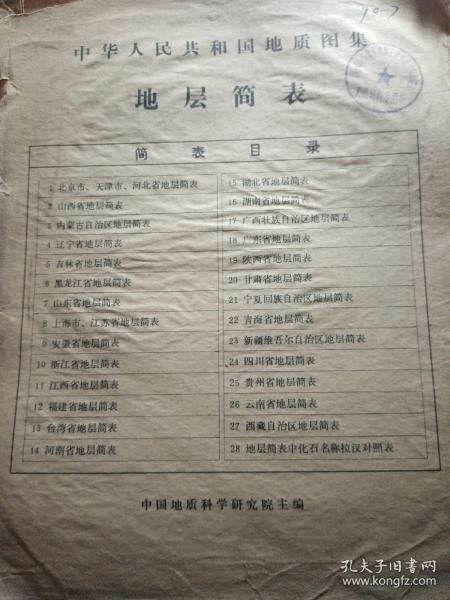 10-7
中华人民共和国地质图集
地层简表
简表目录
1 北京市、天津市、河北省地层简表
2 山西省地层简表
3 内蒙古自治区地层简表
4 辽宁省地层简表
5 吉林省地层简表
6 黑龙江省地层简表
7 山东省地层简表
8 上海市、江苏省地层简表
9 安徽省地层简表
10 浙江省地层简表
11 江西省地层简表
12 福建省地层简表
13 台湾省地层简表
14 河南省地层简表
15 湖北省地层简表
16 湖南省地层简表
17 广西壮族自治区地层简表
18 广东省地层简表
19 陕西省地层简表
20 甘肃省地层简表
21 宁夏回族自治区地层简表
22 青海省地层简表
23 新疆维吾尔自治区地层简表
24 四川省地层简表
25 贵州省地层简表
26 云南省地层简表
27 西藏自治区地层简表
28 地层简表中化石名称拉汉对照表
中国地质科学研究院主编
孔夫子旧书网
www.kongfz.com